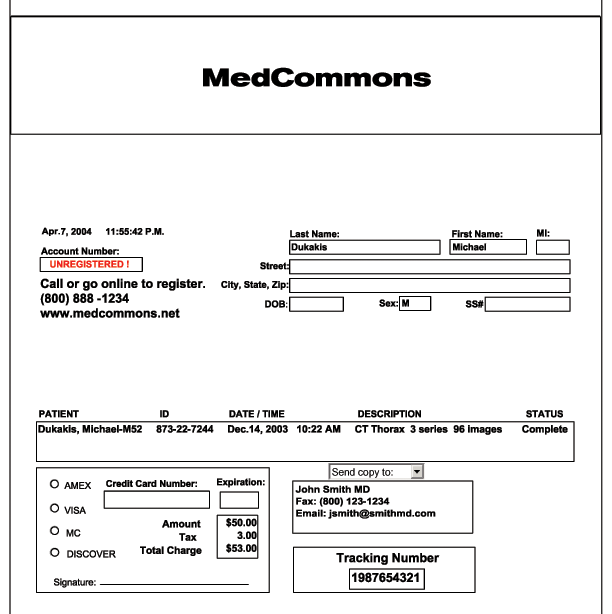 MedCommons
Apr.7, 2004 11:55:42 P.M.
Last Name: First Name: MI:
Dukakis Michael
Account Number:
UNREGISTERED !
Street:
Call or go online to register.
City, State, Zip:
(800) 888 -1234
DOB: Sex: M SS#
www.medcommons.net
PATIENT ID DATE / TIME DESCRIPTION STATUS
Dukakis, Michael-M52 873-22-7244 Dec.14, 2003 10:22 AM CT Thorax 3 series 96 Images Complete
Send copy to:
AMEX Credit Card Number: Expiration:
VISA
MC
DISCOVER
Amount $50.00
Tax 3.00
Total Charge $53.00
Signature:
John Smith MD
Fax: (800) 123-1234
Email: jsmith@smithmd.com
Tracking Number
1987654321